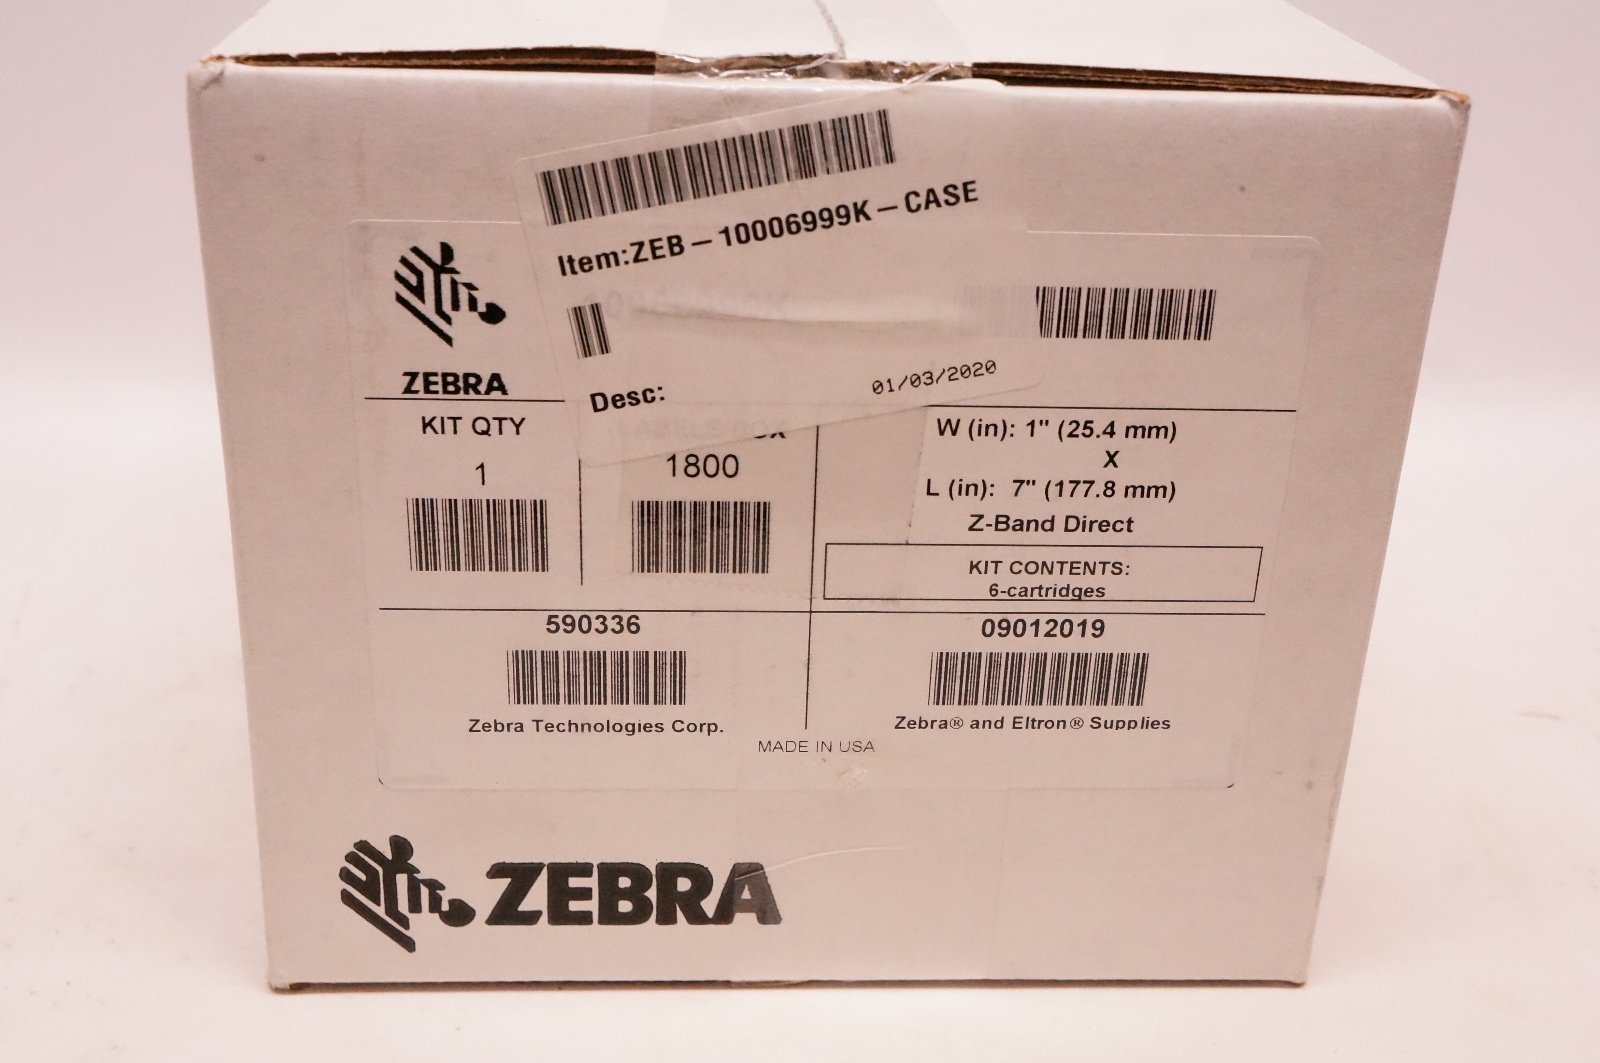 Item:ZEB – 10006999K – CASE
Desc:
01/03/2020
ZEBRA
KIT QTY
1
LABELS/BOX
1800
W (in): 1" (25.4 mm)
X
L (in): 7" (177.8 mm)
Z-Band Direct
KIT CONTENTS:
6-cartridges
590336
09012019
Zebra Technologies Corp.
Zebra® and Eltron® Supplies
MADE IN USA
ZEBRA